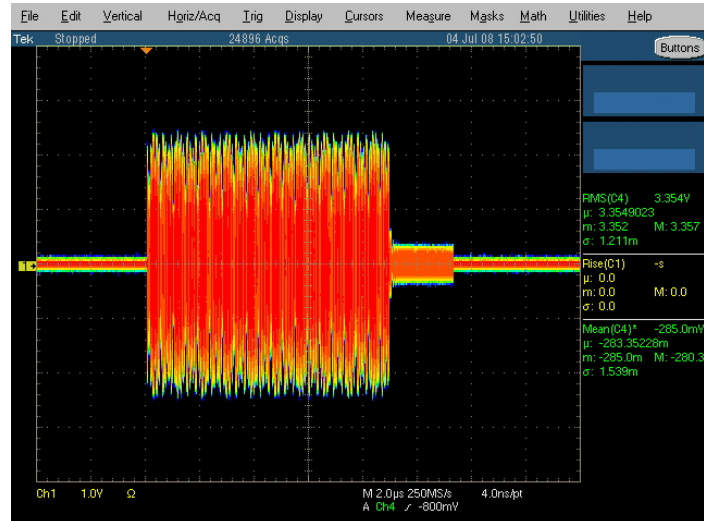 File Edit Vertical Horiz/Acq Trig Display Cursors Measure Masks Math Utilities Help
Tek Stopped 24896 Acqs 04 Jul 08 15:02:50
Buttons
RMS(C4) 3.354V
µ: 3.3549023
m: 3.352 M: 3.357
σ: 1.211m
1
Rise(C1) -s
µ: 0.0
m: 0.0 M: 0.0
σ: 0.0
Mean(C4)* -285.0mV
µ: -283.35228m
m: -285.0m M: -280.3
σ: 1.539m
Ch1 1.0V Ω M 2.0µs 250MS/s 4.0ns/pt
A Ch4 -800mV